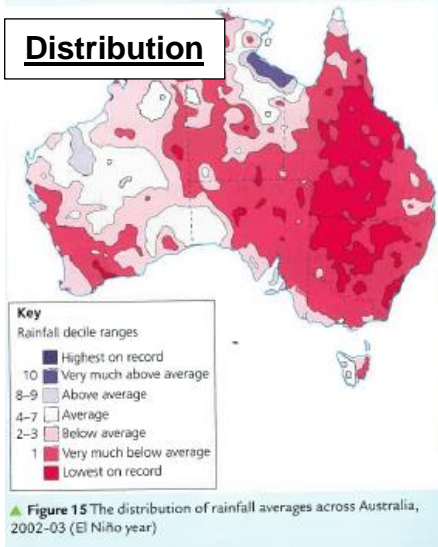 Distribution
Key
Rainfall decile ranges
Highest on record
10 Very much above average
8–9 Above average
4–7 Average
2–3 Below average
1 Very much below average
Lowest on record
▲ Figure 15 The distribution of rainfall averages across Australia,
2002–03 (El Niño year)